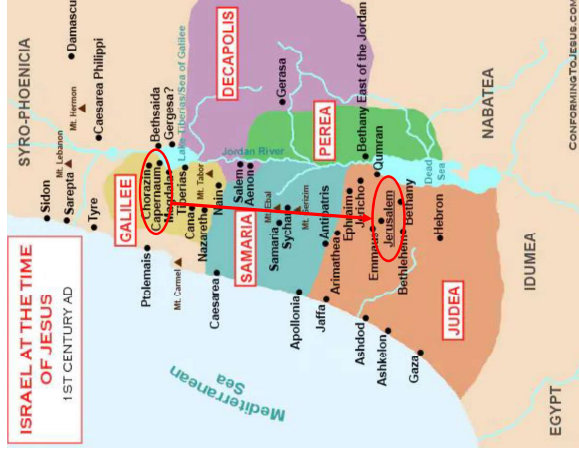 ISRAEL AT THE TIME
OF JESUS
1ST CENTURY AD
SYRO-PHOENICIA
Damascu
Sidon
Mt. Lebanon
Sarepta
Mt. Hermon
Caesarea Philippi
Tyre
GALILEE
Chorazin
Bethsaida
Capernaum
Gergesa?
Magdala
Lake Tiberias/Sea of Galilee
Ptolemais
Tiberias
Cana
Mt. Tabor
Mt. Carmel
Nazareth
Nain
DECAPOLIS
Caesarea
SAMARIA
Salem
Aenon
Jordan River
Mt. Ebal
Samaria
Sychar
Mt. Gerizim
Gerasa
PEREA
Mediterranean
Sea
Apollonia
Antipatris
Jaffa
Arimathea
Ephraim
Jericho
Bethany East of the Jordan
Emmaus
Qumran
Jerusalem
Bethany
Bethlehem
Ashdod
Ashkelon
Hebron
Dead
Sea
Gaza
JUDEA
NABATEA
IDUMEA
EGYPT
CONFORMINGTOJESUS.COM